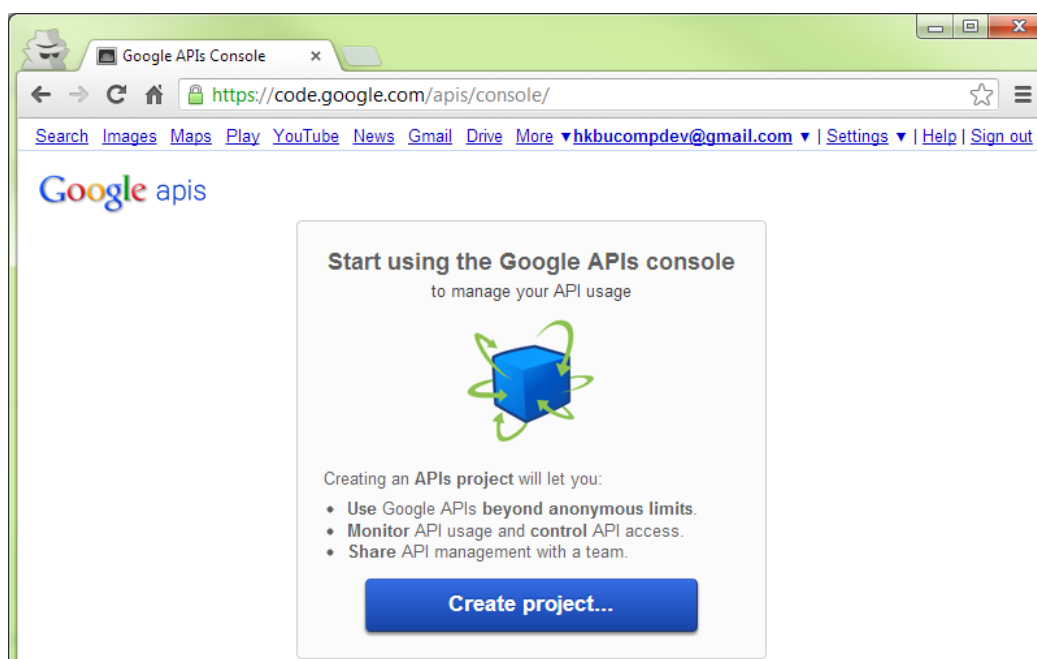 Google APIs Console
https://code.google.com/apis/console/
Search Images Maps Play YouTube News Gmail Drive More ▼hkbucompdev@gmail.com ▼ | Settings ▼ | Help | Sign out
Google apis
Start using the Google APIs console
to manage your API usage
Creating an APIs project will let you:
• Use Google APIs beyond anonymous limits.
• Monitor API usage and control API access.
• Share API management with a team.
Create project...